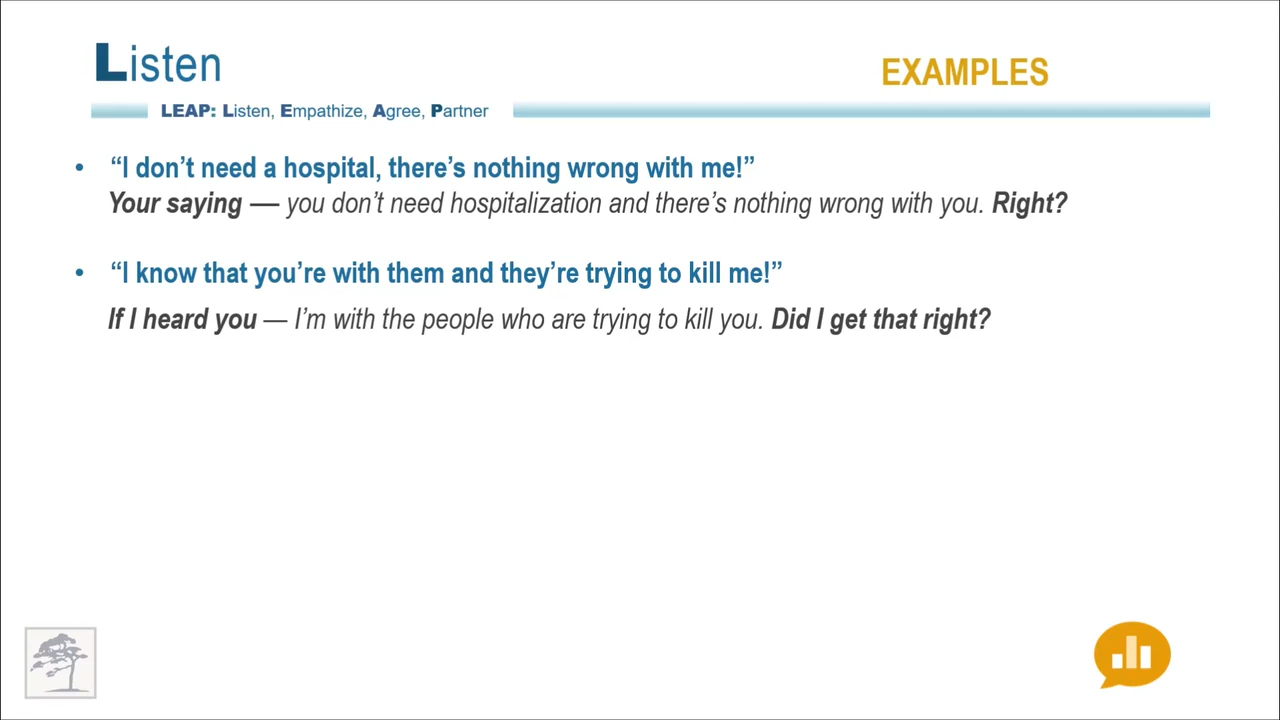 Listen
EXAMPLES
LEAP: Listen, Empathize, Agree, Partner
• “I don’t need a hospital, there’s nothing wrong with me!”
Your saying — you don’t need hospitalization and there’s nothing wrong with you. Right?
• “I know that you’re with them and they’re trying to kill me!”
If I heard you — I’m with the people who are trying to kill you. Did I get that right?